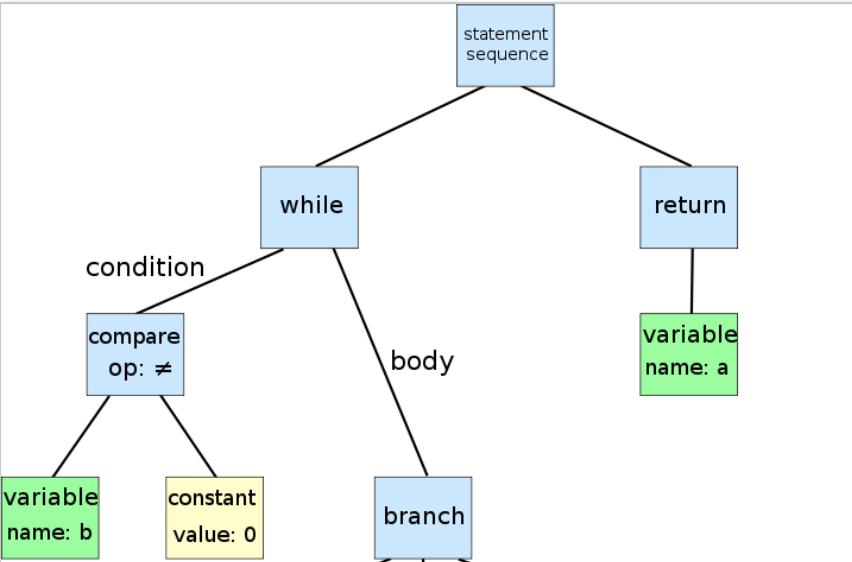 statement
sequence
while
return
condition
compare
op: ≠
variable
name: a
body
variable
name: b
constant
value: 0
branch